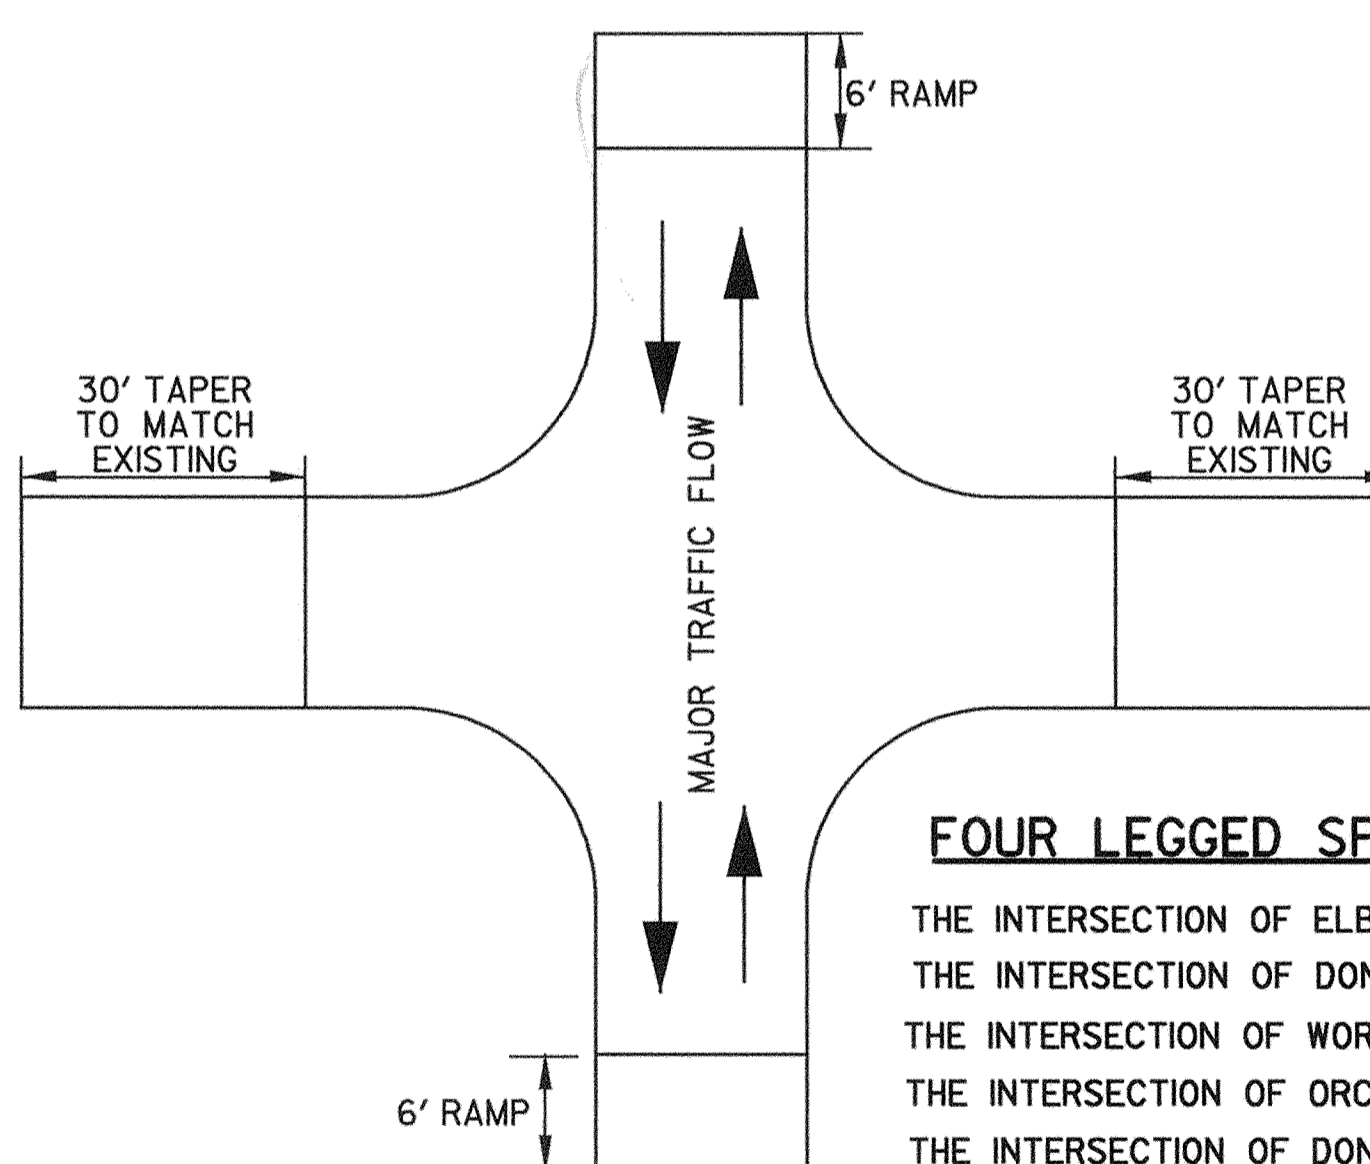 6' RAMP
30' TAPER
TO MATCH
EXISTING
30' TAPER
TO MATCH
EXISTING
MAJOR TRAFFIC FLOW
FOUR LEGGED
THE INTERSECTION OF
THE INTERSECTION OF
THE INTERSECTION OF
THE INTERSECTION OF
6' RAMP
THE INTERSECTION OF